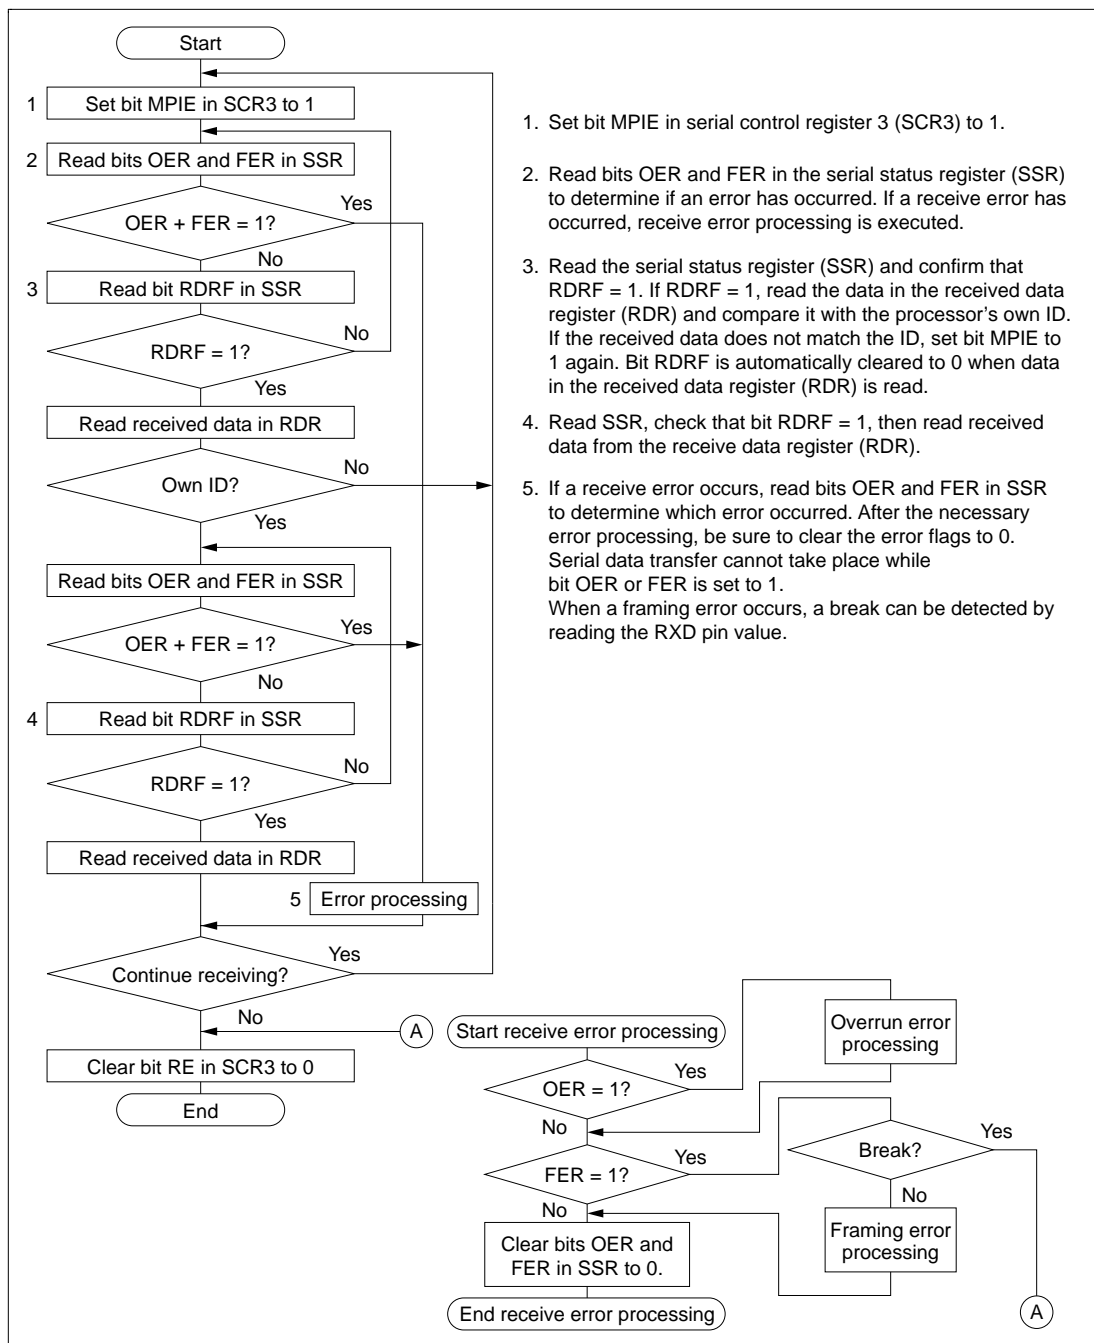 Start
1 Set bit MPIE in SCR3 to 1
2 Read bits OER and FER in SSR
OER + FER = 1?
Yes
No
3 Read bit RDRF in SSR
RDRF = 1?
No
Yes
Read received data in RDR
Own ID?
No
Yes
Read bits OER and FER in SSR
OER + FER = 1?
Yes
No
4 Read bit RDRF in SSR
RDRF = 1?
No
Yes
Read received data in RDR
5 Error processing
Continue receiving?
Yes
No
A
Clear bit RE in SCR3 to 0
End
1. Set bit MPIE in serial control register 3 (SCR3) to 1.
2. Read bits OER and FER in the serial status register (SSR)
to determine if an error has occurred. If a receive error has
occurred, receive error processing is executed.
3. Read the serial status register (SSR) and confirm that
RDRF = 1. If RDRF = 1, read the data in the received data
register (RDR) and compare it with the processor's own ID.
If the received data does not match the ID, set bit MPIE to
1 again. Bit RDRF is automatically cleared to 0 when data
in the received data register (RDR) is read.
4. Read SSR, check that bit RDRF = 1, then read received
data from the receive data register (RDR).
5. If a receive error occurs, read bits OER and FER in SSR
to determine which error occurred. After the necessary
error processing, be sure to clear the error flags to 0.
Serial data transfer cannot take place while
bit OER or FER is set to 1.
When a framing error occurs, a break can be detected by
reading the RXD pin value.
Start receive error processing
OER = 1?
Yes
No
Overrun error
processing
FER = 1?
Yes
No
Break?
Yes
No
Framing error
processing
Clear bits OER and
FER in SSR to 0.
End receive error processing
A